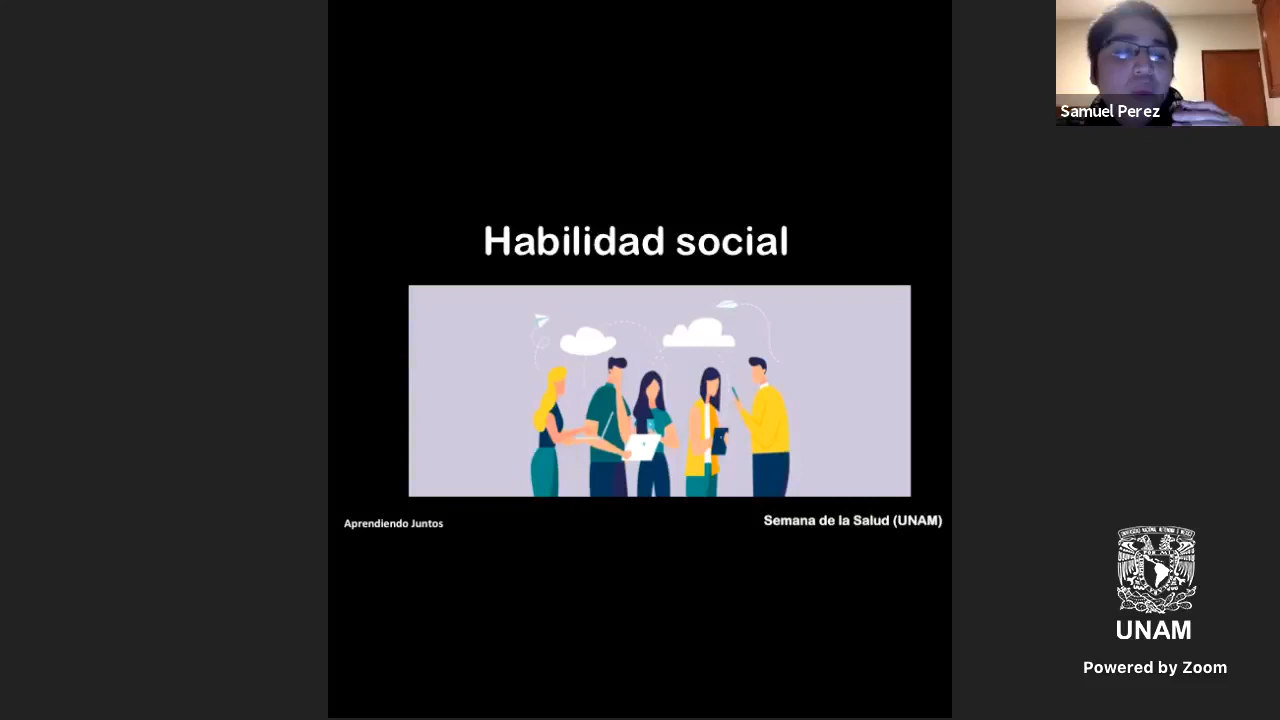 Samuel Perez
Habilidad social
Aprendiendo Juntos
Semana de la Salud (UNAM)
UNAM
Powered by Zoom